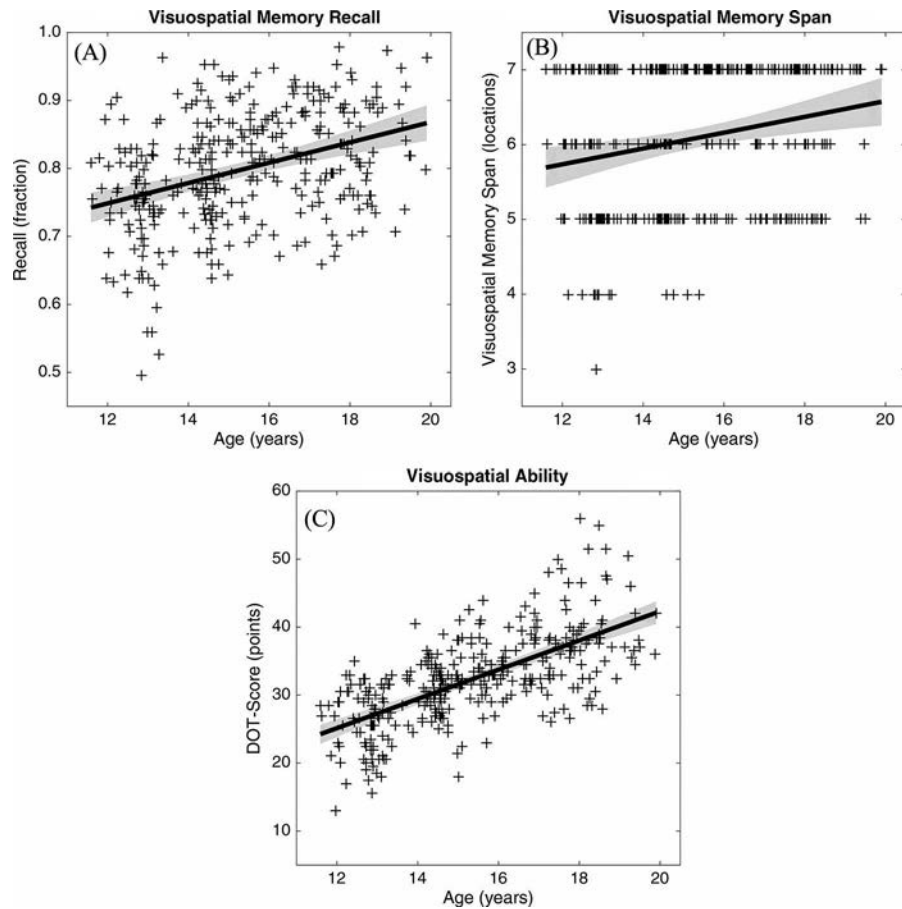 Visuospatial Memory Recall
(A)
1.0
0.9
0.8
0.7
0.6
0.5
Recall (fraction)
12 14 16 18 20
Age (years)
Visuospatial Memory Span
(B)
7
6
5
4
3
Visuospatial Memory Span (locations)
12 14 16 18 20
Age (years)
Visuospatial Ability
(C)
60
50
40
30
20
10
DOT-Score (points)
12 14 16 18 20
Age (years)